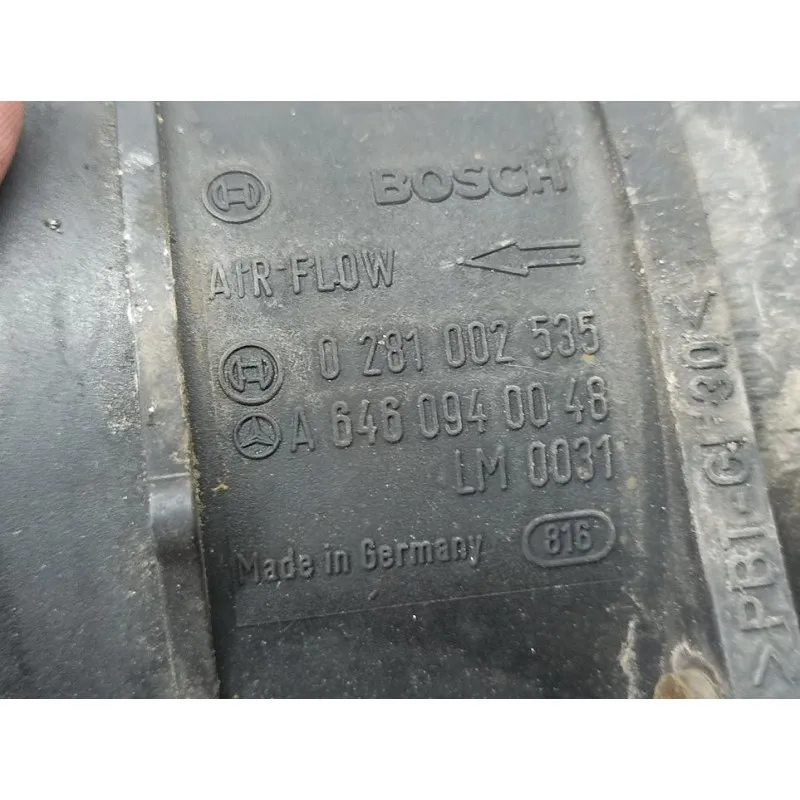 BOSCH
AIR FLOW
0 281 002 535
A 646 094 00 48
LM 0031
Made in Germany 816
>PBT-GF30<